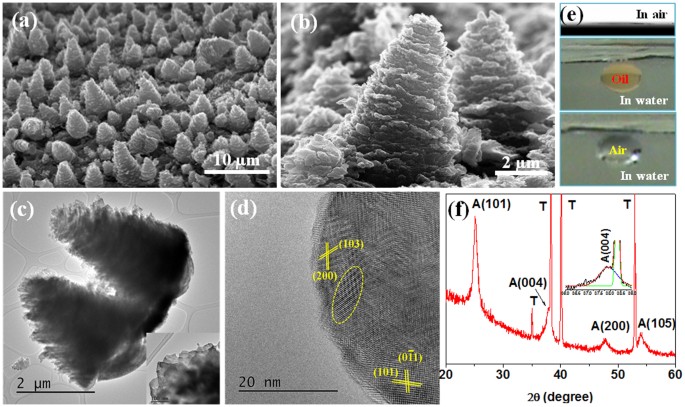 (a)
10 µm
(b)
2 µm
(e)
In air
Oil
In water
Air
In water
(c)
2 µm
(d)
(103)
(200)
(01̅1)
(101)
20 nm
(f)
A(101)
T
T
T
A(004)
T
A(004)
A(200)
A(105)
20 30 40 50 60
2θ (degree)